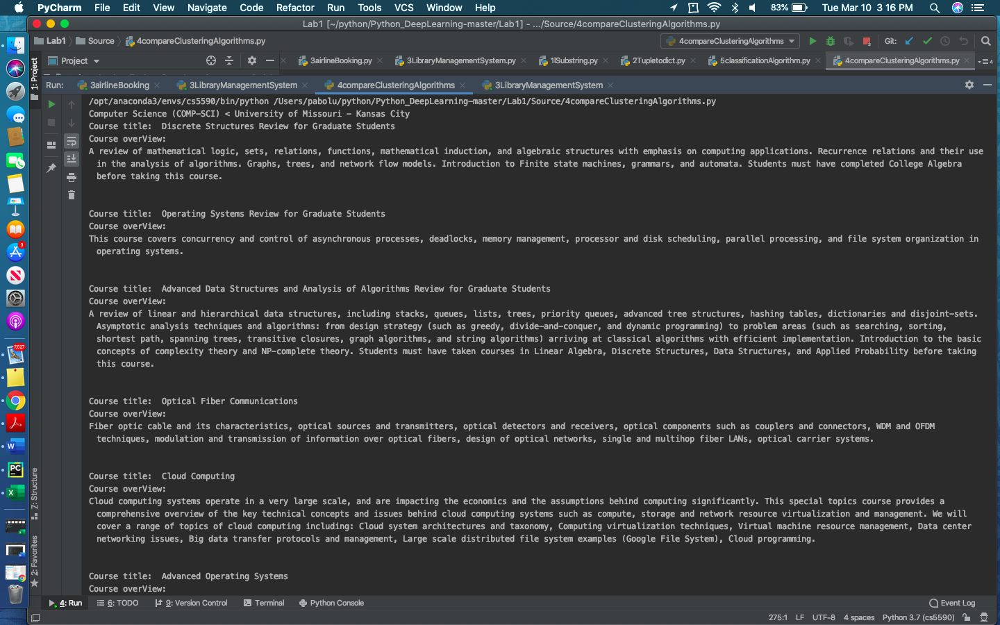 PyCharm File Edit View Navigate Code Refactor Run Tools VCS Window Help 83% Tue Mar 10 3 16 PM
Lab1 [~/python/Python_DeepLearning-master/Lab1] - .../Source/4compareClusteringAlgorithms.py
Lab1 Source 4compareClusteringAlgorithms.py 4compareClusteringAlgorithms Git:
Project 3airlineBooking.py 3LibraryManagementSystem.py 1lSubstring.py 2Tupletodict.py 5classificationAlgorithm.py 4compareClusteringAlgorithms.py 4
Run: 3airlineBooking 3LibraryManagementSystem 4compareClusteringAlgorithms 3LibraryManagementSystem
/opt/anaconda3/envs/cs5590/bin/python /Users/pabolu/python/Python_DeepLearning-master/Lab1/Source/4compareClusteringAlgorithms.py
Computer Science (COMP-SCI) < University of Missouri - Kansas City
Course title:  Discrete Structures Review for Graduate Students
Course overView:
A review of mathematical logic, sets, relations, functions, mathematical induction, and algebraic structures with emphasis on computing applications. Recurrence relations and their use
in the analysis of algorithms. Graphs, trees, and network flow models. Introduction to Finite state machines, grammars, and automata. Students must have completed College Algebra
before taking this course.
Course title:  Operating Systems Review for Graduate Students
Course overView:
This course covers concurrency and control of asynchronous processes, deadlocks, memory management, processor and disk scheduling, parallel processing, and file system organization in
operating systems.
Course title:  Advanced Data Structures and Analysis of Algorithms Review for Graduate Students
Course overView:
A review of linear and hierarchical data structures, including stacks, queues, lists, trees, priority queues, advanced tree structures, hashing tables, dictionaries and disjoint-sets.
Asymptotic analysis techniques and algorithms: from design strategy (such as greedy, divide-and-conquer, and dynamic programming) to problem areas (such as searching, sorting,
shortest path, spanning trees, transitive closures, graph algorithms, and string algorithms) arriving at classical algorithms with efficient implementation. Introduction to the basic
concepts of complexity theory and NP-complete theory. Students must have taken courses in Linear Algebra, Discrete Structures, Data Structures, and Applied Probability before taking
this course.
Course title:  Optical Fiber Communications
Course overView:
Fiber optic cable and its characteristics, optical sources and transmitters, optical detectors and receivers, optical components such as couplers and connectors, WDM and OFDM
techniques, modulation and transmission of information over optical fibers, design of optical networks, single and multihop fiber LANs, optical carrier systems.
Course title:  Cloud Computing
Course overView:
Cloud computing systems operate in a very large scale, and are impacting the economics and the assumptions behind computing significantly. This special topics course provides a
comprehensive overview of the key technical concepts and issues behind cloud computing systems such as compute, storage and network resource virtualization and management. We will
cover a range of topics of cloud computing including: Cloud system architectures and taxonomy, Computing virtualization techniques, Virtual machine resource management, Data center
networking issues, Big data transfer protocols and management, Large scale distributed file system examples (Google File System), Cloud programming.
Course title:  Advanced Operating Systems
Course overView:
1: Project
7: Structure
2: Favorites
3
7,527
W
PC
X
4: Run 6: TODO 9: Version Control Terminal Python Console Event Log
275:1 LF UTF-8 4 spaces Python 3.7 (cs5590)